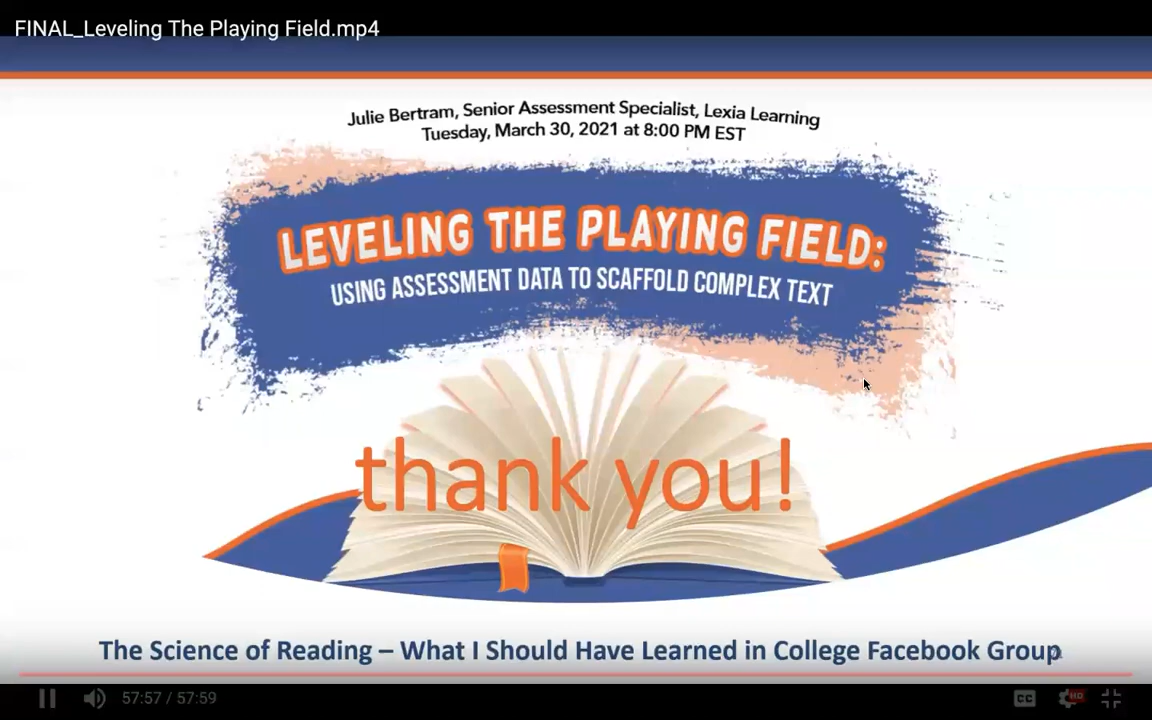 FINAL_Leveling The Playing Field.mp4
Julie Bertram, Senior Assessment Specialist, Lexia Learning
Tuesday, March 30, 2021 at 8:00 PM EST
LEVELING THE PLAYING FIELD:
USING ASSESSMENT DATA TO SCAFFOLD COMPLEX TEXT
thank you!
The Science of Reading – What I Should Have Learned in College Facebook Group
57:57 / 57:59
CC
HD